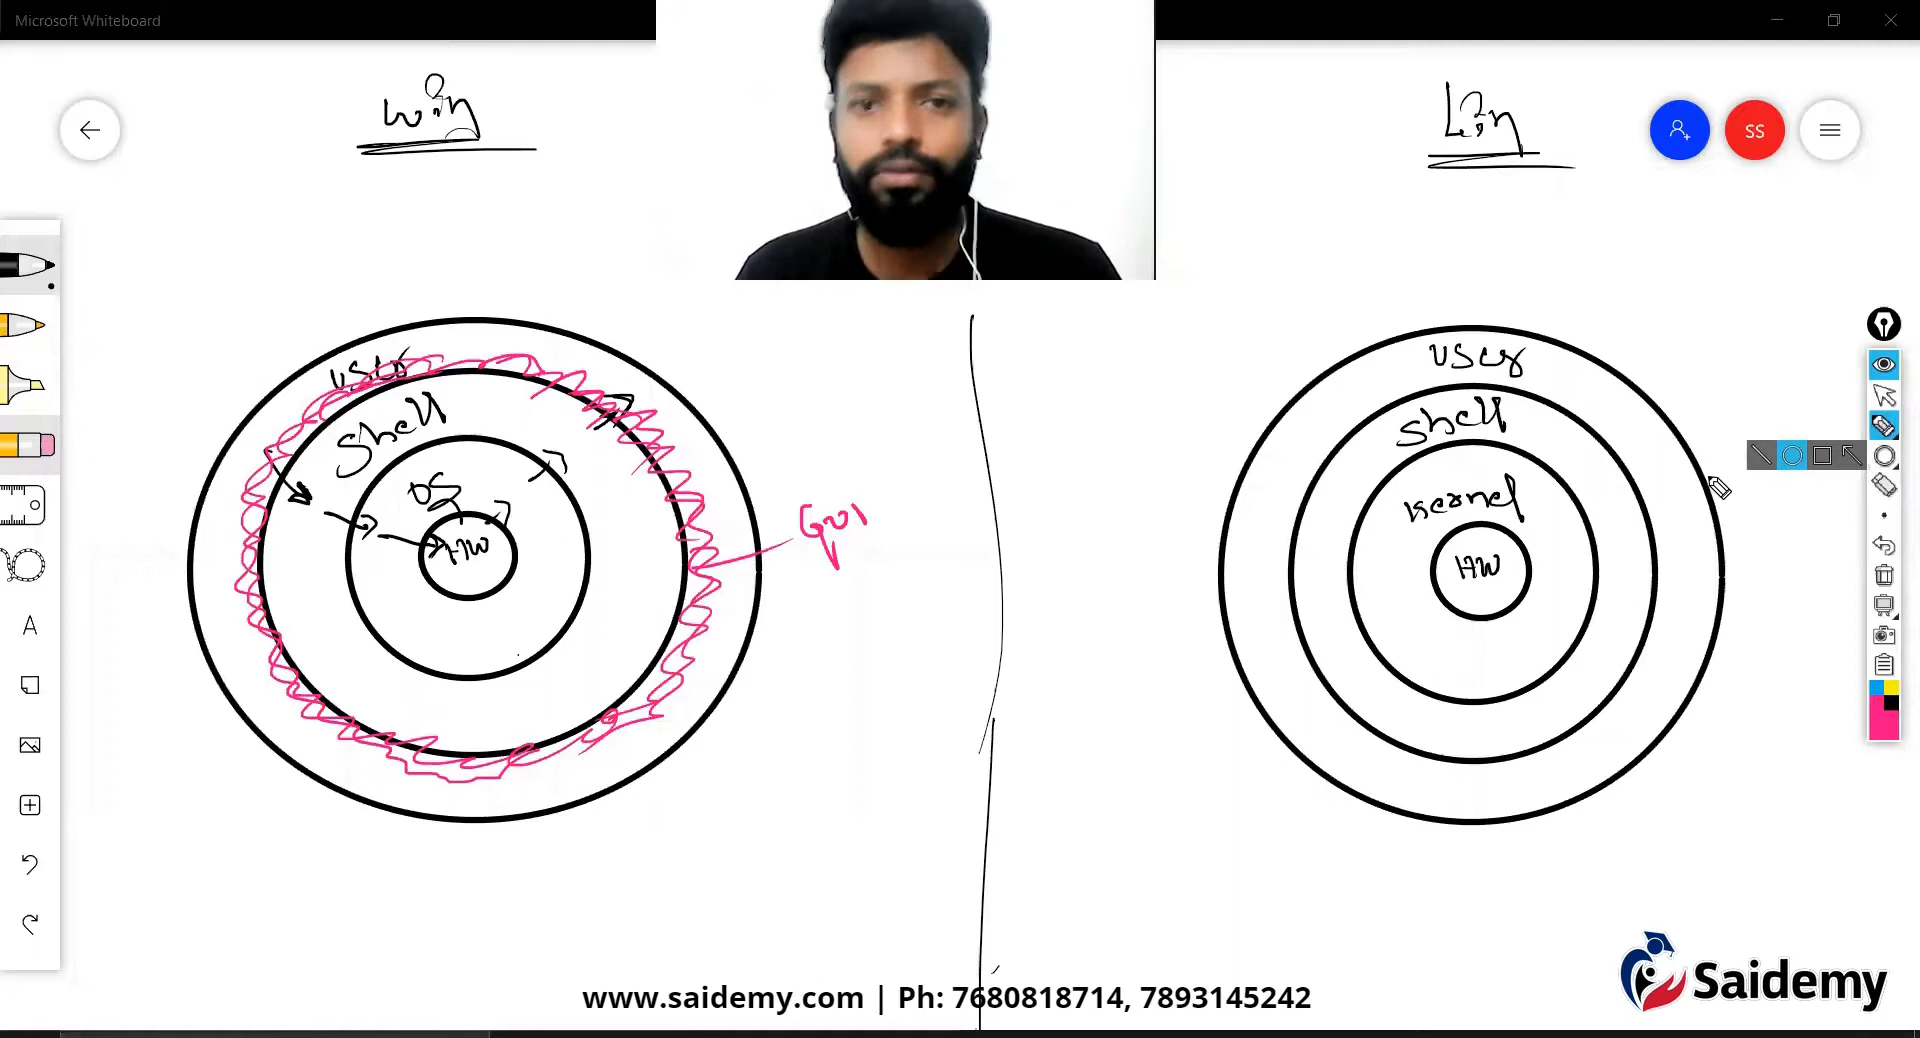 Microsoft Whiteboard
Win
Lin
SS
user
Shell
OS
HW
GUI
user
shell
kernel
HW
A
www.saidemy.com | Ph: 7680818714, 7893145242
Saidemy